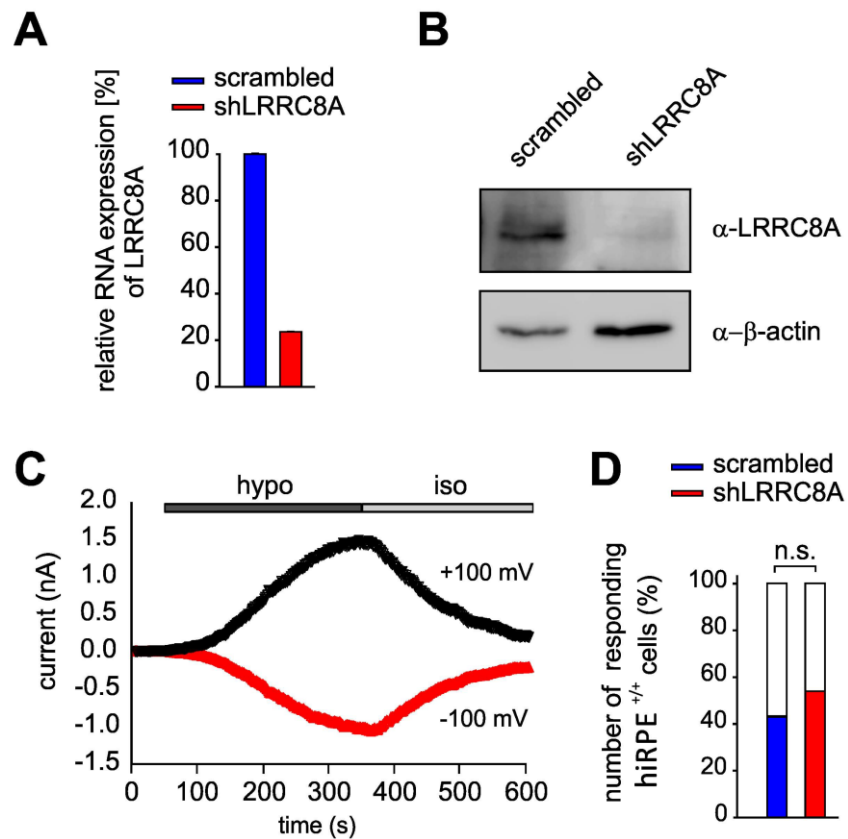 A
scrambled
shLRRC8A
relative RNA expression [%]
of LRRC8A
100
80
60
40
20
0
B
scrambled
shLRRC8A
α-LRRC8A
α–β-actin
C
hypo
iso
2.0
1.5
1.0
0.5
0.0
-0.5
-1.0
-1.5
current (nA)
+100 mV
-100 mV
0 100 200 300 400 500 600
time (s)
D
scrambled
shLRRC8A
n.s.
number of responding
hiRPE +/+ cells (%)
100
80
60
40
20
0